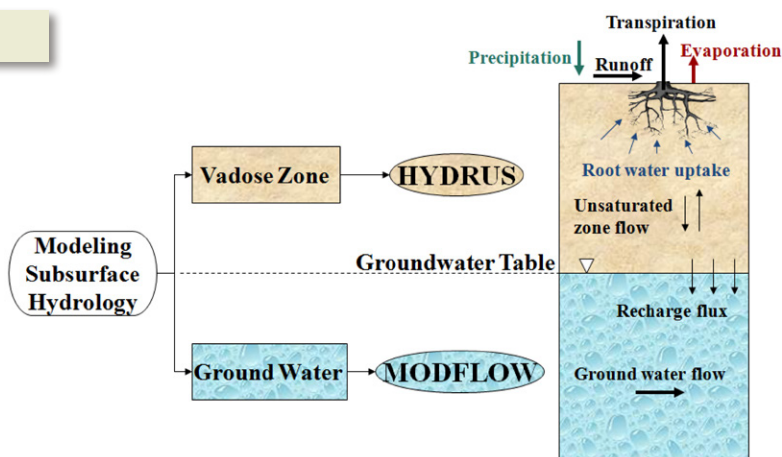 Transpiration
Precipitation
Evaporation
Runoff
Vadose Zone
HYDRUS
Root water uptake
Unsaturated
zone flow
Modeling
Subsurface
Hydrology
Groundwater Table
Recharge flux
Ground Water
MODFLOW
Ground water flow